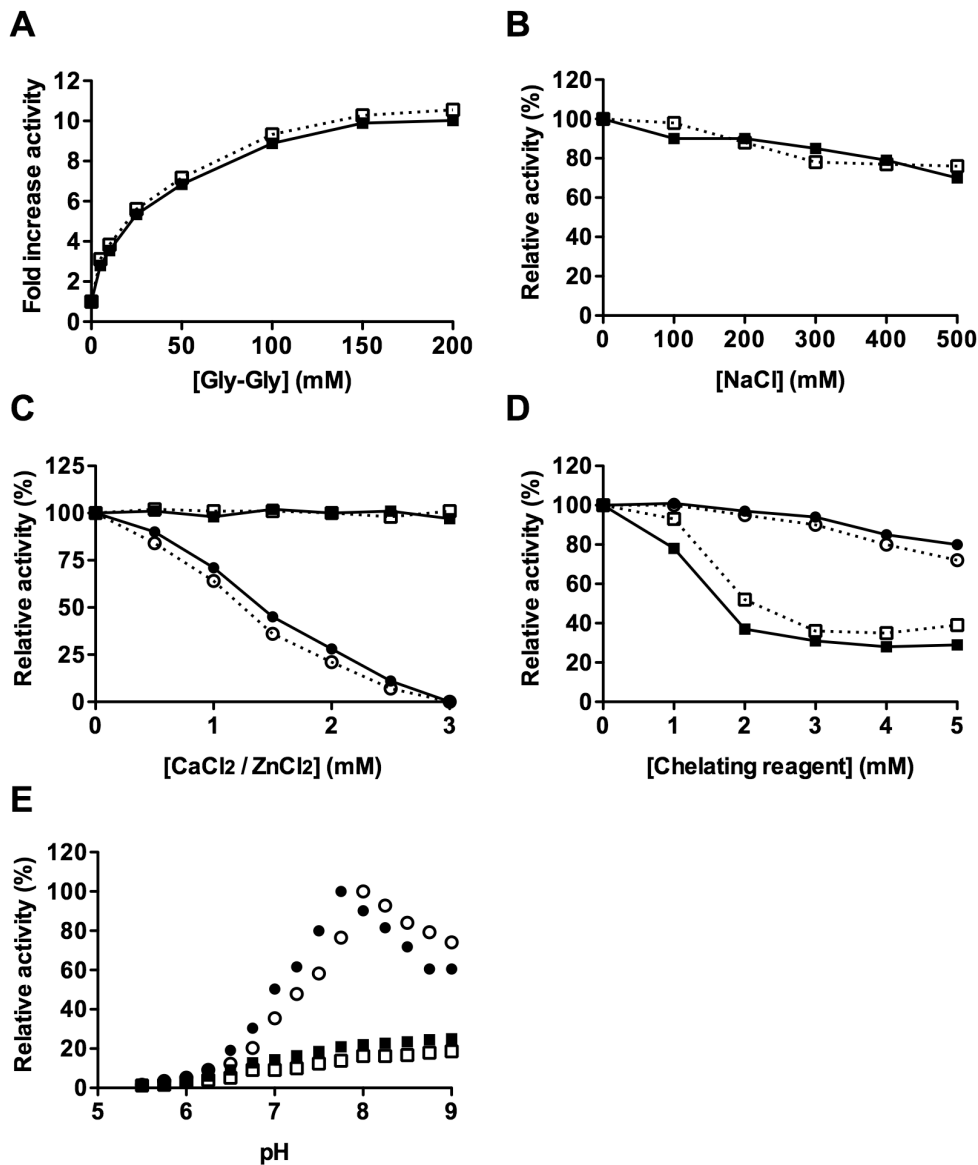 A
Fold increase activity
12
10
8
6
4
2
0
0 50 100 150 200
[Gly-Gly] (mM)
B
Relative activity (%)
120
100
80
60
40
20
0
0 100 200 300 400 500
[NaCl] (mM)
C
Relative activity (%)
125
100
75
50
25
0
0 1 2 3
[CaCl2 / ZnCl2] (mM)
D
Relative activity (%)
120
100
80
60
40
20
0
0 1 2 3 4 5
[Chelating reagent] (mM)
E
Relative activity (%)
120
100
80
60
40
20
0
5 6 7 8 9
pH